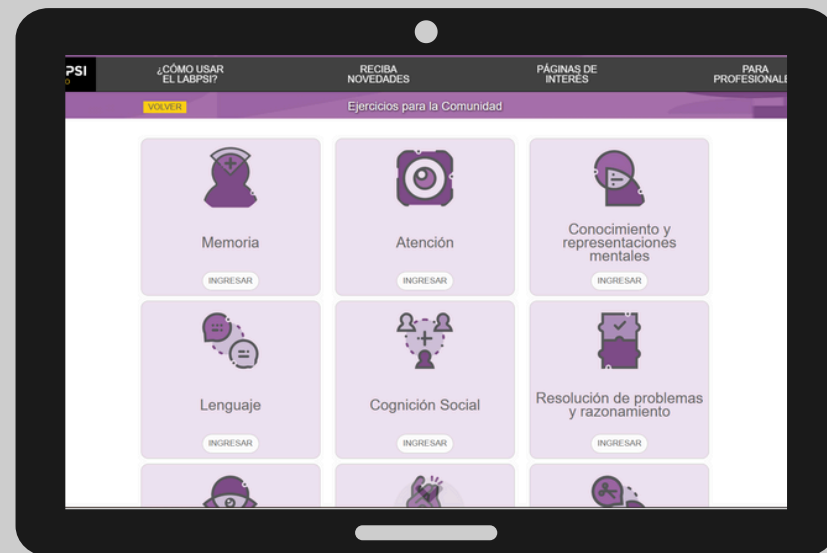 PSI
¿CÓMO USAR
EL LABPSI?
RECIBA
NOVEDADES
PÁGINAS DE
INTERÉS
PARA
PROFESIONALE
VOLVER
Ejercicios para la Comunidad
Memoria
INGRESAR
Atención
INGRESAR
Conocimiento y
representaciones
mentales
INGRESAR
Lenguaje
INGRESAR
Cognición Social
INGRESAR
Resolución de problemas
y razonamiento
INGRESAR